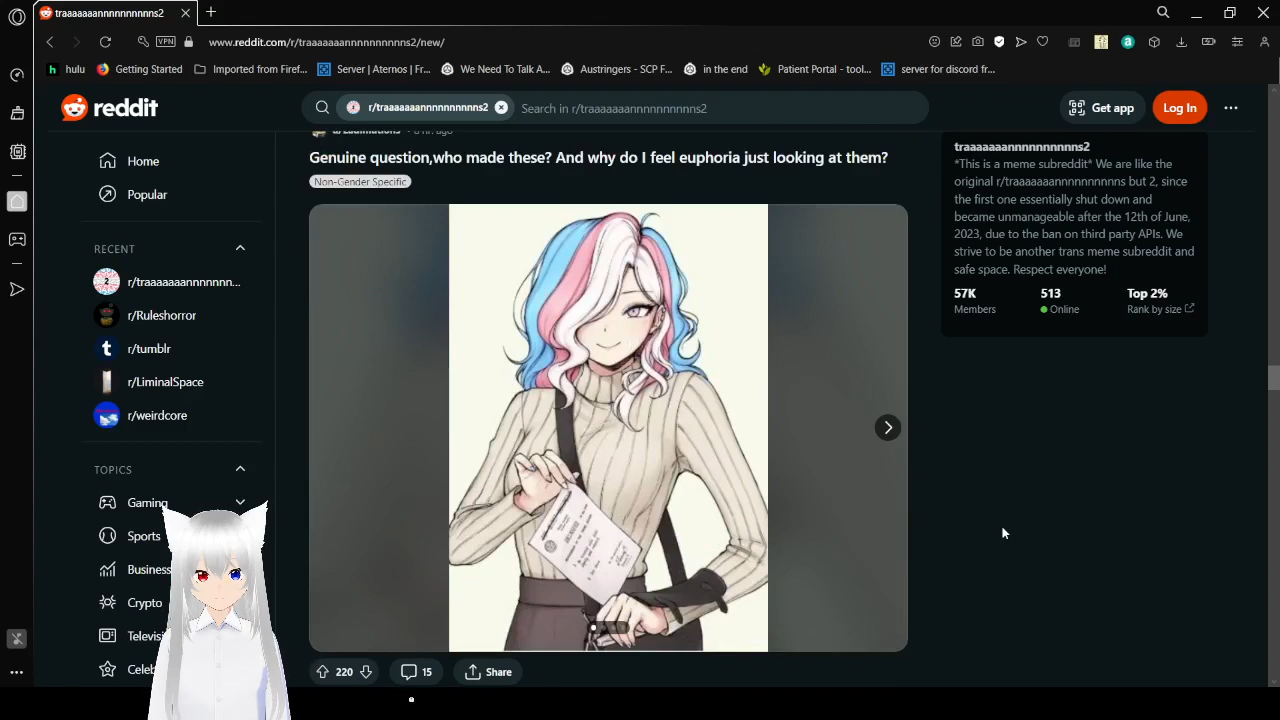 traaaaaaannnnnnnnnns2
VPN
www.reddit.com/r/traaaaaaannnnnnnnnns2/new/
hulu
Getting Started
Imported from Firef...
Server | Aternos | Fr...
We Need To Talk A...
Austringers - SCP F...
in the end
Patient Portal - tool...
server for discord fr...
reddit
r/traaaaaaannnnnnnnnns2
Search in r/traaaaaaannnnnnnnnns2
Get app
Log In
Home
Popular
RECENT
r/traaaaaaannnnnn...
r/Ruleshorror
r/tumblr
r/LiminalSpace
r/weirdcore
TOPICS
Gaming
Sports
Business
Crypto
Televisi
Celeb
Genuine question,who made these? And why do I feel euphoria just looking at them?
Non-Gender Specific
220
15
Share
traaaaaaannnnnnnnnns2
*This is a meme subreddit* We are like the
original r/traaaaaaannnnnnnnnns but 2, since
the first one essentially shut down and
became unmanageable after the 12th of June,
2023, due to the ban on third party APIs. We
strive to be another trans meme subreddit and
safe space. Respect everyone!
57K
Members
513
Online
Top 2%
Rank by size